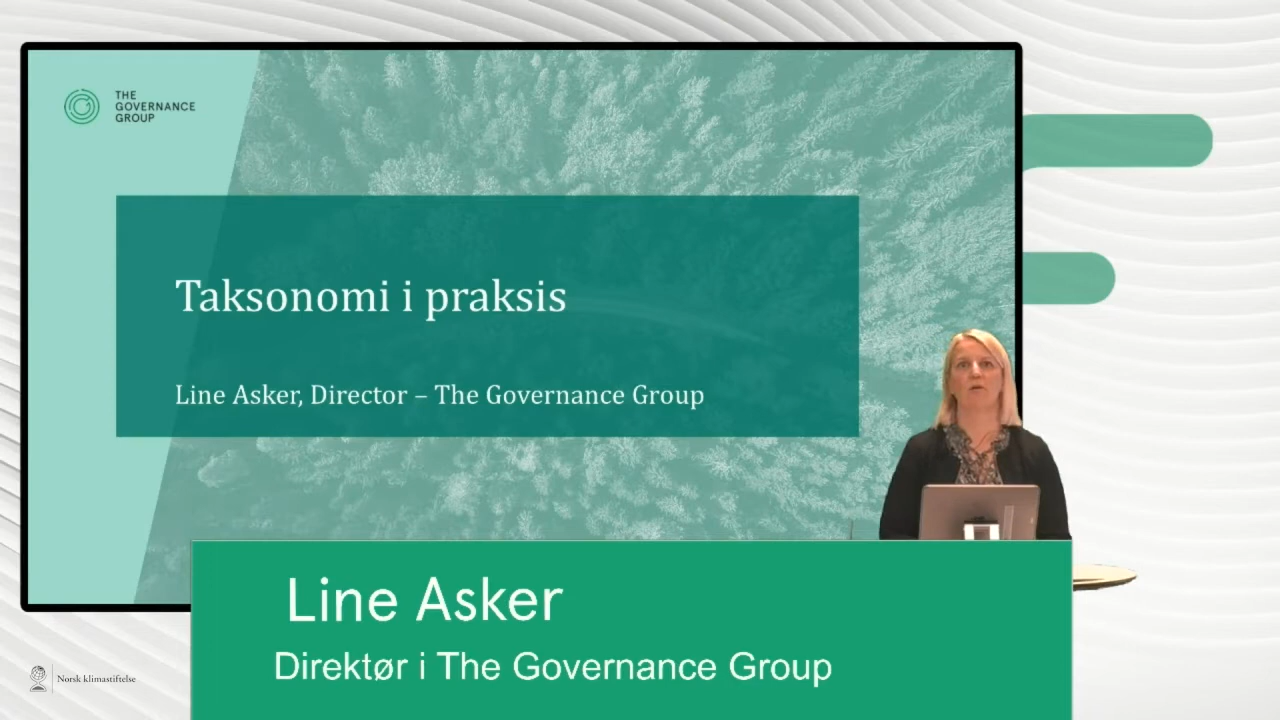 THE
GOVERNANCE
GROUP
Taksonomi i praksis
Line Asker, Director – The Governance Group
Line Asker
Direktør i The Governance Group
Norsk klimastiftelse